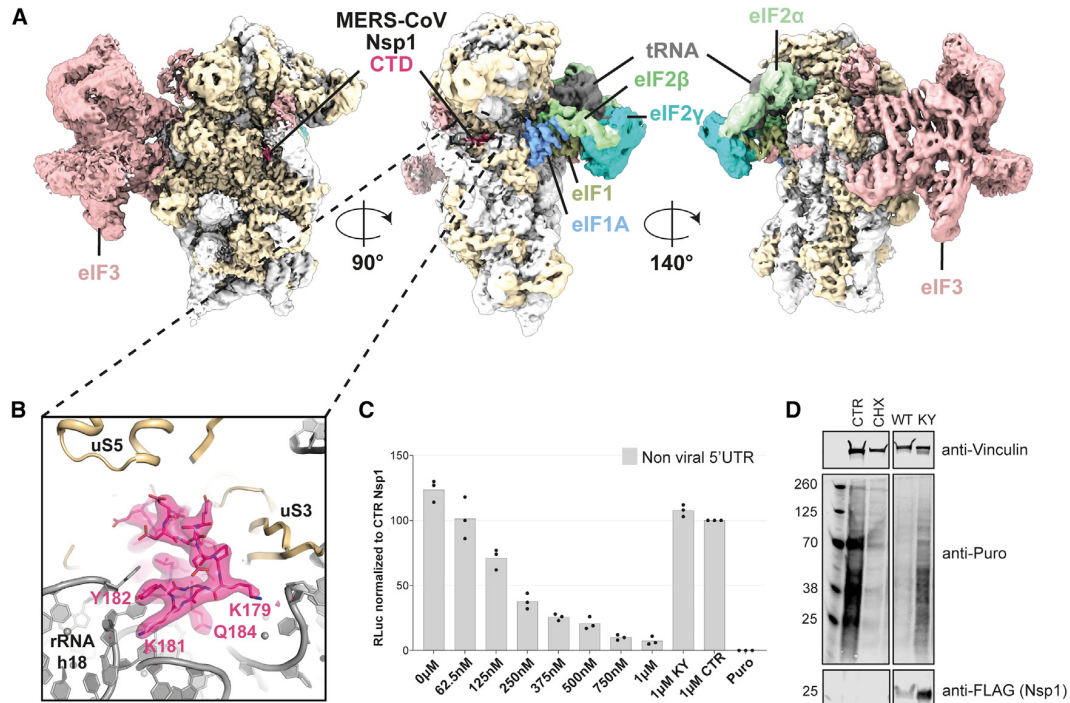 A
MERS-CoV
Nsp1
CTD
eIF2α
tRNA
eIF2β
eIF2γ
eIF1
eIF1A
eIF3
90°
140°
eIF3
B
uS5
uS3
Y182
K179
Q184
K181
rRNA
h18
C
Non viral 5'UTR
RLuc normalized to CTR Nsp1
150
100
50
0
0µM
62.5nM
125nM
250nM
375nM
500nM
750nM
1µM
1µM KY
1µM CTR
Puro
D
CTR
CHX
WT
KY
anti-Vinculin
260
125
70
38
25
anti-Puro
25
anti-FLAG (Nsp1)